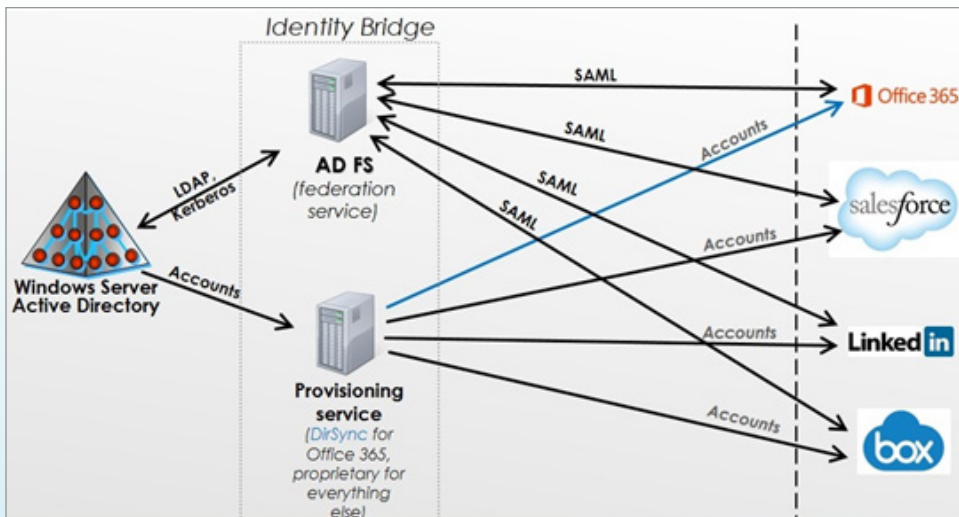 Identity Bridge
SAML
Office 365
SAML
Accounts
AD FS
(federation
service)
LDAP,
Kerberos
SAML
salesforce
SAML
Accounts
Accounts
Windows Server
Active Directory
Accounts
Linked in
Provisioning
service
(DirSync for
Office 365,
proprietary for
everything
else)
Accounts
box